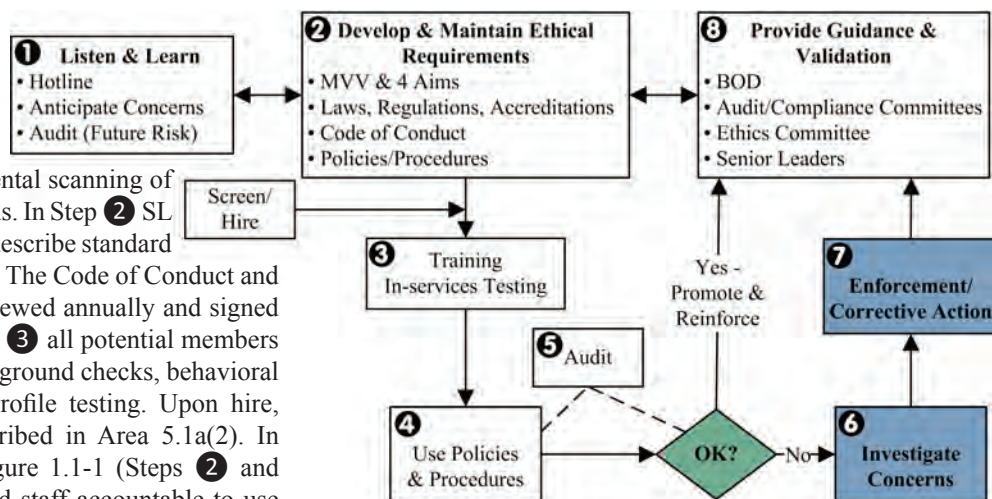 ❶ Listen & Learn
• Hotline
• Anticipate Concerns
• Audit (Future Risk)
❷ Develop & Maintain Ethical
Requirements
• MVV & 4 Aims
• Laws, Regulations, Accreditations
• Code of Conduct
• Policies/Procedures
❽ Provide Guidance &
Validation
• BOD
• Audit/Compliance Committees
• Ethics Committee
• Senior Leaders
Screen/
Hire
❸ Training
In-services Testing
❹ Use Policies
& Procedures
❺ Audit
OK?
Yes -
Promote &
Reinforce
No
❻ Investigate
Concerns
❼ Enforcement/
Corrective Action
ental scanning of
s. In Step ❷ SL
escribe standard
The Code of Conduct and
ewed annually and signed
❸ all potential members
ground checks, behavioral
rofile testing. Upon hire,
ribed in Area 5.1a(2). In
gure 1.1-1 (Steps ❷ and
d staff accountable to use